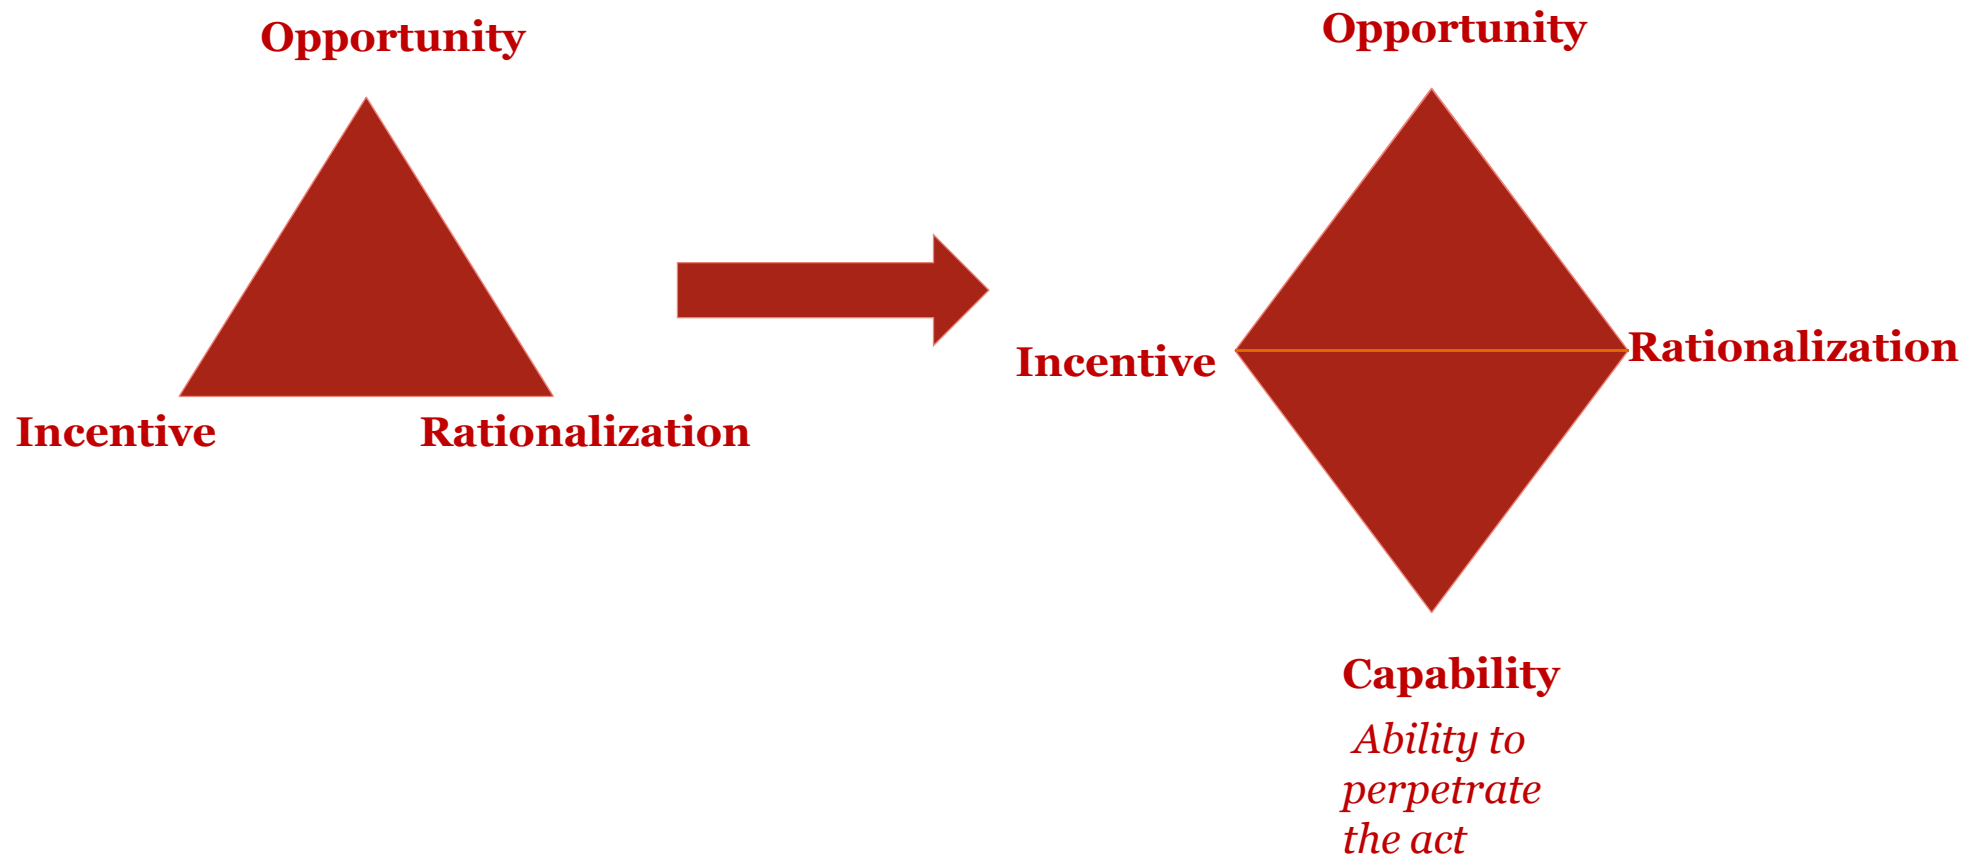 Opportunity
Incentive
Rationalization
Opportunity
Incentive
Rationalization
Capability
Ability to
perpetrate
the act